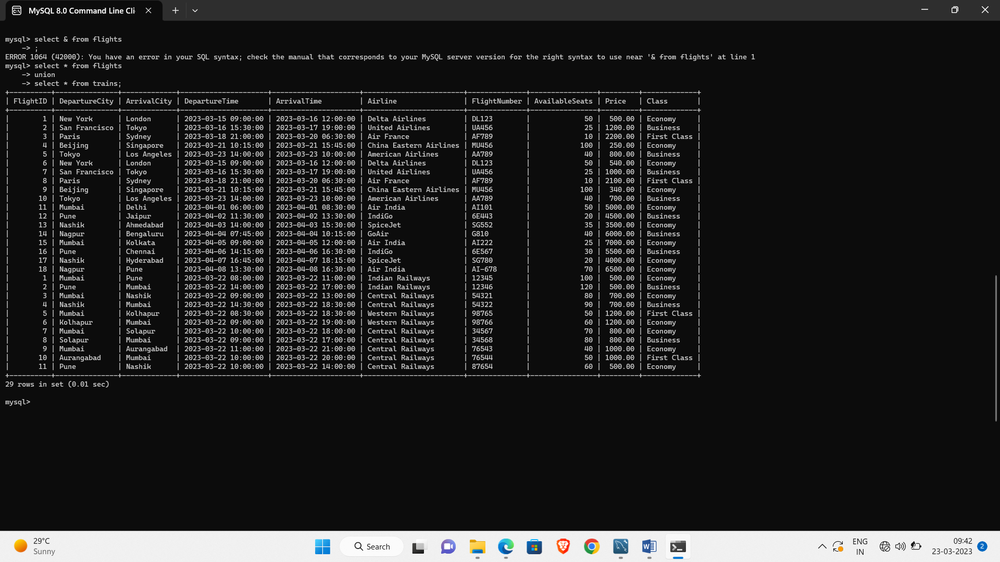 MySQL 8.0 Command Line Cli
mysql> select & from flights
    -> ;
ERROR 1064 (42000): You have an error in your SQL syntax; check the manual that corresponds to your MySQL server version for the right syntax to use near '& from flights' at line 1
mysql> select * from flights
    -> union
    -> select * from trains;
+----------+---------------+-------------+---------------------+---------------------+------------------------+--------------+----------------+---------+-------------+
| FlightID | DepartureCity | ArrivalCity | DepartureTime       | ArrivalTime         | Airline                | FlightNumber | AvailableSeats | Price   | Class       |
+----------+---------------+-------------+---------------------+---------------------+------------------------+--------------+----------------+---------+-------------+
|        1 | New York      | London      | 2023-03-15 09:00:00 | 2023-03-16 12:00:00 | Delta Airlines         | DL123        |             50 |  500.00 | Economy     |
|        2 | San Francisco | Tokyo       | 2023-03-16 15:30:00 | 2023-03-17 19:00:00 | United Airlines        | UA456        |             25 | 1200.00 | Business    |
|        3 | Paris         | Sydney      | 2023-03-18 21:00:00 | 2023-03-20 06:30:00 | Air France             | AF789        |             10 | 2200.00 | First Class |
|        4 | Beijing       | Singapore   | 2023-03-21 10:15:00 | 2023-03-21 15:45:00 | China Eastern Airlines | MU456        |            100 |  250.00 | Economy     |
|        5 | Tokyo         | Los Angeles | 2023-03-23 14:00:00 | 2023-03-23 10:00:00 | American Airlines      | AA789        |             40 |  800.00 | Business    |
|        6 | New York      | London      | 2023-03-15 09:00:00 | 2023-03-16 12:00:00 | Delta Airlines         | DL123        |             50 |  540.00 | Economy     |
|        7 | San Francisco | Tokyo       | 2023-03-16 15:30:00 | 2023-03-17 19:00:00 | United Airlines        | UA456        |             25 | 1000.00 | Business    |
|        8 | Paris         | Sydney      | 2023-03-18 21:00:00 | 2023-03-20 06:30:00 | Air France             | AF789        |             10 | 2100.00 | First Class |
|        9 | Beijing       | Singapore   | 2023-03-21 10:15:00 | 2023-03-21 15:45:00 | China Eastern Airlines | MU456        |            100 |  340.00 | Economy     |
|       10 | Tokyo         | Los Angeles | 2023-03-23 14:00:00 | 2023-03-23 10:00:00 | American Airlines      | AA789        |             40 |  700.00 | Business    |
|       11 | Mumbai        | Delhi       | 2023-04-01 06:00:00 | 2023-04-01 08:30:00 | Air India              | AI101        |             50 | 5000.00 | Economy     |
|       12 | Pune          | Jaipur      | 2023-04-02 11:30:00 | 2023-04-02 13:30:00 | IndiGo                 | 6E443        |             20 | 4500.00 | Business    |
|       13 | Nashik        | Ahmedabad   | 2023-04-03 14:00:00 | 2023-04-03 15:30:00 | SpiceJet               | SG552        |             35 | 3500.00 | Economy     |
|       14 | Nagpur        | Bengaluru   | 2023-04-04 07:45:00 | 2023-04-04 10:15:00 | GoAir                  | G810         |             40 | 6000.00 | Business    |
|       15 | Mumbai        | Kolkata     | 2023-04-05 09:00:00 | 2023-04-05 12:00:00 | Air India              | AI222        |             25 | 7000.00 | Economy     |
|       16 | Pune          | Chennai     | 2023-04-06 14:15:00 | 2023-04-06 16:30:00 | IndiGo                 | 6E567        |             30 | 5500.00 | Business    |
|       17 | Nashik        | Hyderabad   | 2023-04-07 16:45:00 | 2023-04-07 18:15:00 | SpiceJet               | SG780        |             20 | 4000.00 | Economy     |
|       18 | Nagpur        | Pune        | 2023-04-08 13:30:00 | 2023-04-08 16:30:00 | Air India              | AI-678       |             70 | 6500.00 | Economy     |
|        1 | Mumbai        | Pune        | 2023-03-22 08:00:00 | 2023-03-22 11:00:00 | Indian Railways        | 12345        |            100 |  500.00 | Economy     |
|        2 | Pune          | Mumbai      | 2023-03-22 14:00:00 | 2023-03-22 17:00:00 | Indian Railways        | 12346        |            120 |  500.00 | Business    |
|        3 | Mumbai        | Nashik      | 2023-03-22 09:00:00 | 2023-03-22 13:00:00 | Central Railways       | 54321        |             80 |  700.00 | Economy     |
|        4 | Nashik        | Mumbai      | 2023-03-22 14:30:00 | 2023-03-22 18:30:00 | Central Railways       | 54322        |             90 |  700.00 | Business    |
|        5 | Mumbai        | Kolhapur    | 2023-03-22 08:30:00 | 2023-03-22 18:30:00 | Western Railways       | 98765        |             50 | 1200.00 | First Class |
|        6 | Kolhapur      | Mumbai      | 2023-03-22 09:00:00 | 2023-03-22 19:00:00 | Western Railways       | 98766        |             60 | 1200.00 | Economy     |
|        7 | Mumbai        | Solapur     | 2023-03-22 10:00:00 | 2023-03-22 18:00:00 | Central Railways       | 34567        |             70 |  800.00 | Economy     |
|        8 | Solapur       | Mumbai      | 2023-03-22 09:00:00 | 2023-03-22 17:00:00 | Central Railways       | 34568        |             80 |  800.00 | Business    |
|        9 | Mumbai        | Aurangabad  | 2023-03-22 11:00:00 | 2023-03-22 21:00:00 | Central Railways       | 76543        |             40 | 1000.00 | Economy     |
|       10 | Aurangabad    | Mumbai      | 2023-03-22 10:00:00 | 2023-03-22 20:00:00 | Central Railways       | 76544        |             50 | 1000.00 | First Class |
|       11 | Pune          | Nashik      | 2023-03-22 10:00:00 | 2023-03-22 14:00:00 | Central Railways       | 87654        |             60 |  500.00 | Economy     |
+----------+---------------+-------------+---------------------+---------------------+------------------------+--------------+----------------+---------+-------------+
29 rows in set (0.01 sec)
mysql>
29°C
Sunny
Search
ENG
IN
09:42
23-03-2023
2